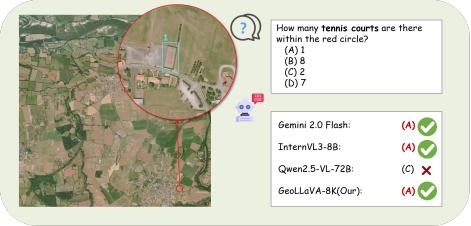 How many tennis courts are there
within the red circle?
(A) 1
(B) 8
(C) 2
(D) 7
Gemini 2.0 Flash: (A)
InternVL3-8B: (A)
Qwen2.5-VL-72B: (C)
GeoLLaVA-8K(Our): (A)